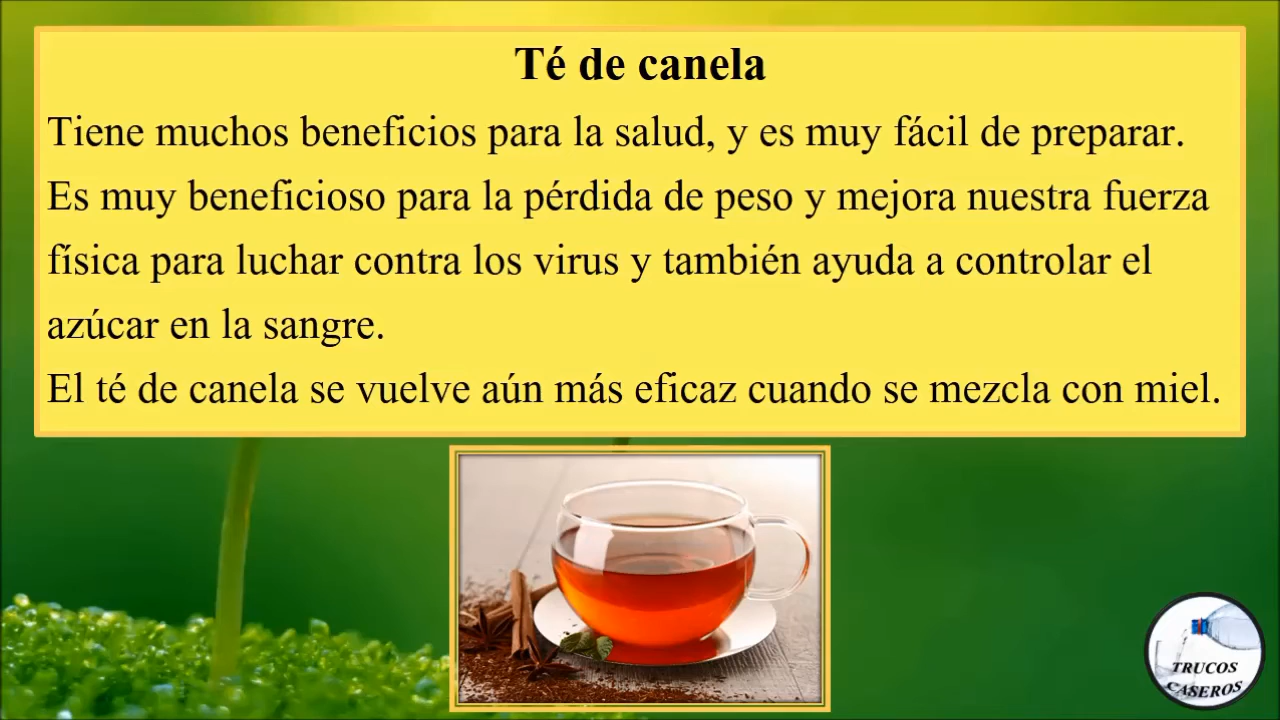 Té de canela
Tiene muchos beneficios para la salud, y es muy fácil de preparar.
Es muy beneficioso para la pérdida de peso y mejora nuestra fuerza
física para luchar contra los virus y también ayuda a controlar el
azúcar en la sangre.
El té de canela se vuelve aún más eficaz cuando se mezcla con miel.
TRUCOS
CASEROS